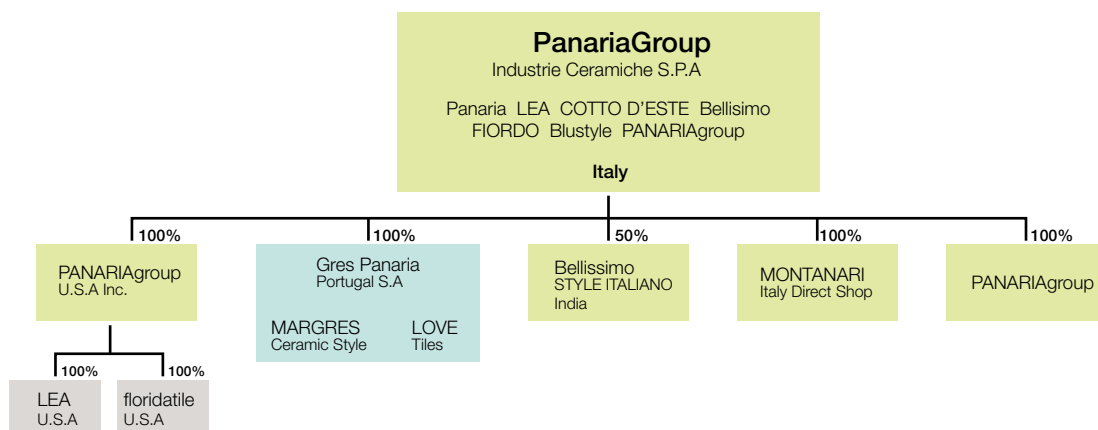 PanariaGroup
Industrie Ceramiche S.P.A
Panaria LEA COTTO D'ESTE Bellisimo
FIORDO Blustyle PANARIAgroup
Italy
100%
100%
50%
100%
100%
PANARIAgroup
U.S.A Inc.
Gres Panaria
Portugal S.A
MARGRES
Ceramic Style
LOVE
Tiles
Bellissimo
STYLE ITALIANO
India
MONTANARI
Italy Direct Shop
PANARIAgroup
100%
100%
LEA
U.S.A
floridatile
U.S.A